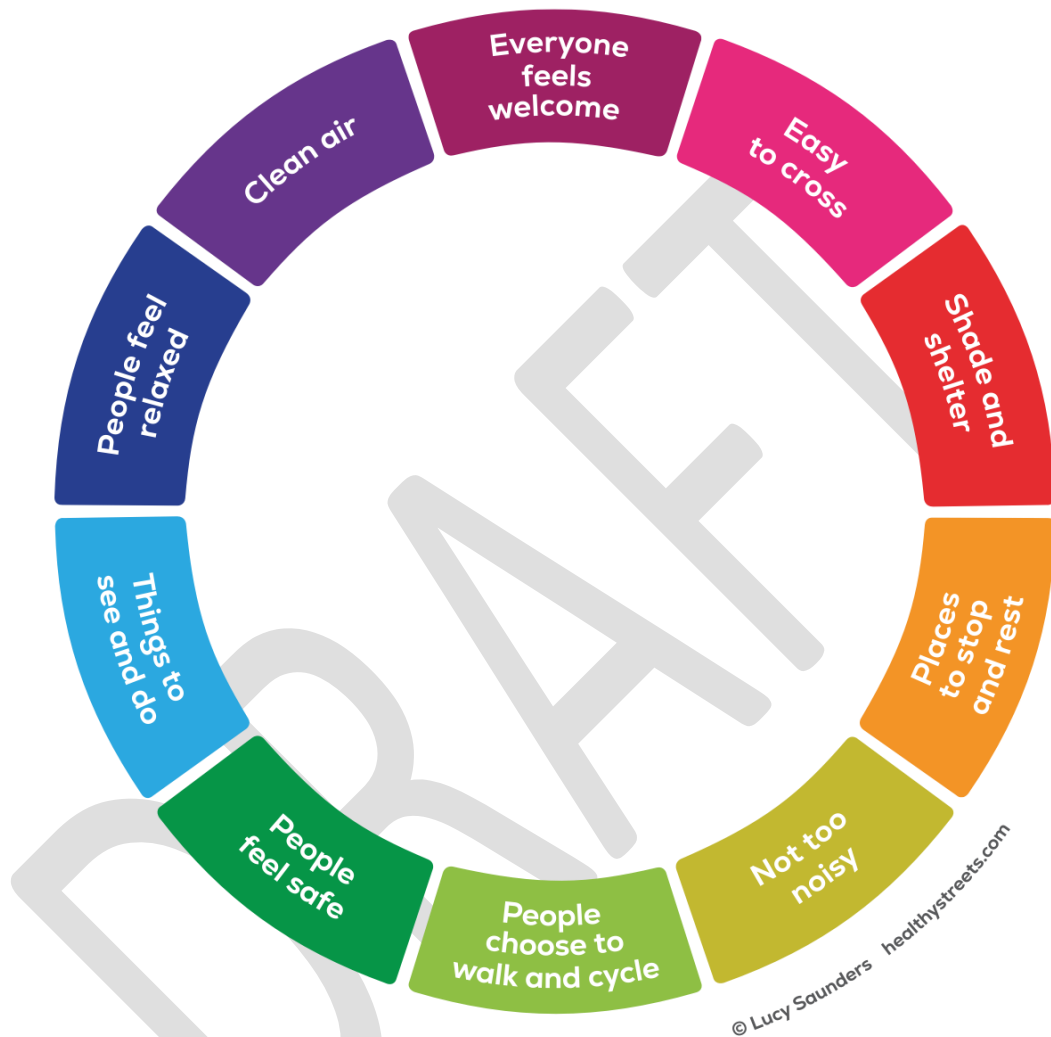 Everyone
feels
welcome
Easy
to cross
Shade and
shelter
Places
to stop
and rest
Not too
noisy
People
choose to
walk and cycle
People
feel safe
Things to
see and do
People feel
relaxed
Clean air
DRAFT
© Lucy Saunders healthystreets.com